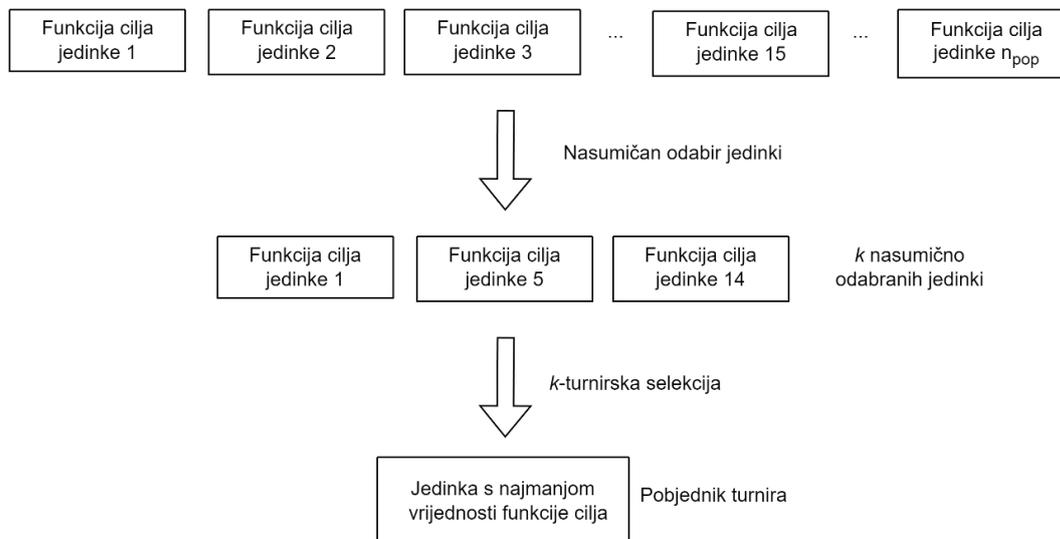 Funkcija cilja
jedinke 1
Funkcija cilja
jedinke 2
Funkcija cilja
jedinke 3
...
Funkcija cilja
jedinke 15
...
Funkcija cilja
jedinke n_pop
Nasumičan odabir jedinki
Funkcija cilja
jedinke 1
Funkcija cilja
jedinke 5
Funkcija cilja
jedinke 14
k nasumično
odabranih jedinki
k-turnirska selekcija
Jedinka s najmanjom
vrijednosti funkcije cilja
Pobjednik turnira